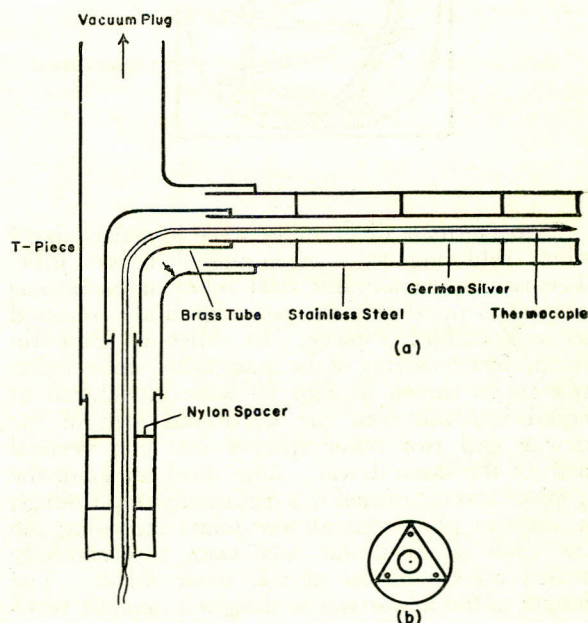 Vacuum Plug
T-Piece
Brass Tube
Stainless Steel
German Silver
Thermocople
(a)
Nylon Spacer
(b)